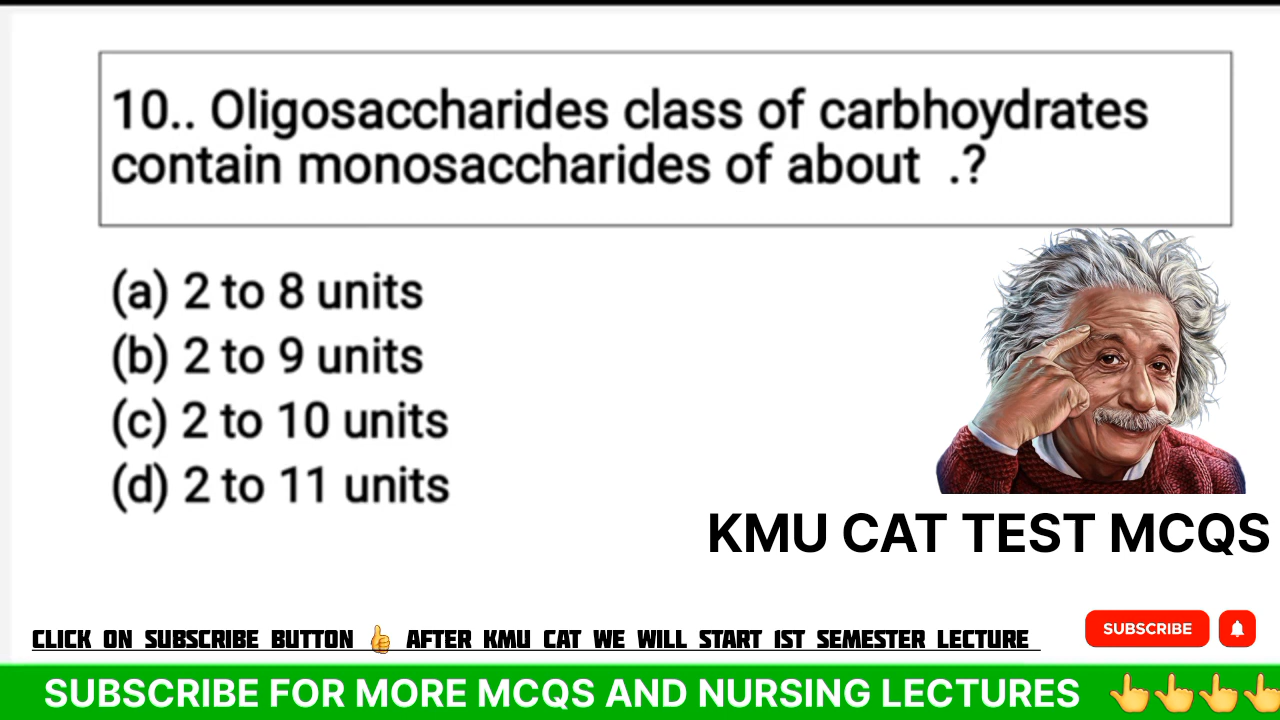 10.. Oligosaccharides class of carbhoydrates
contain monosaccharides of about .?
(a) 2 to 8 units
(b) 2 to 9 units
(c) 2 to 10 units
(d) 2 to 11 units
KMU CAT TEST MCQS
CLICK ON SUBSCRIBE BUTTON 👍 AFTER KMU CAT WE WILL START 1ST SEMESTER LECTURE
SUBSCRIBE
SUBSCRIBE FOR MORE MCQS AND NURSING LECTURES 👆👆👆👆